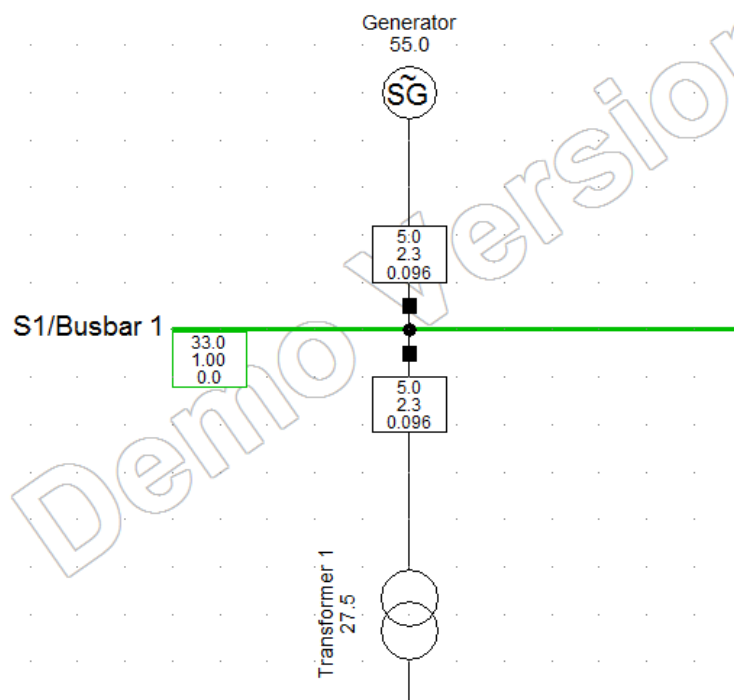 Generator
55.0
SG
5.0
2.3
0.096
S1/Busbar 1
33.0
1.00
0.0
5.0
2.3
0.096
Transformer 1
27.5
Demo version